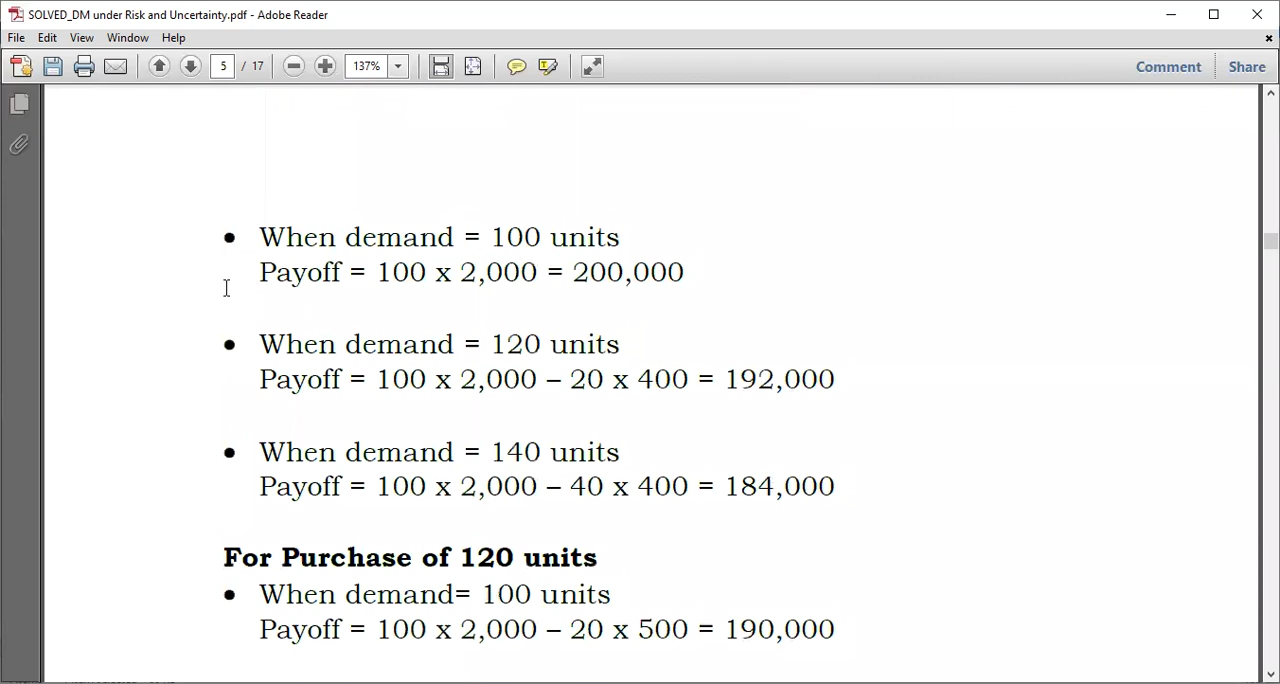 SOLVED_DM under Risk and Uncertainty.pdf - Adobe Reader
File Edit View Window Help
5 / 17 137% Comment Share
• When demand = 100 units
Payoff = 100 x 2,000 = 200,000
• When demand = 120 units
Payoff = 100 x 2,000 – 20 x 400 = 192,000
• When demand = 140 units
Payoff = 100 x 2,000 – 40 x 400 = 184,000
For Purchase of 120 units
• When demand= 100 units
Payoff = 100 x 2,000 – 20 x 500 = 190,000